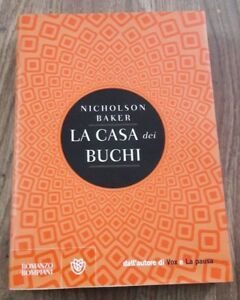 NICHOLSON
BAKER
LA CASA dei
BUCHI
ROMANZO
BOMPIANI
dall'autore di Vox e La pausa